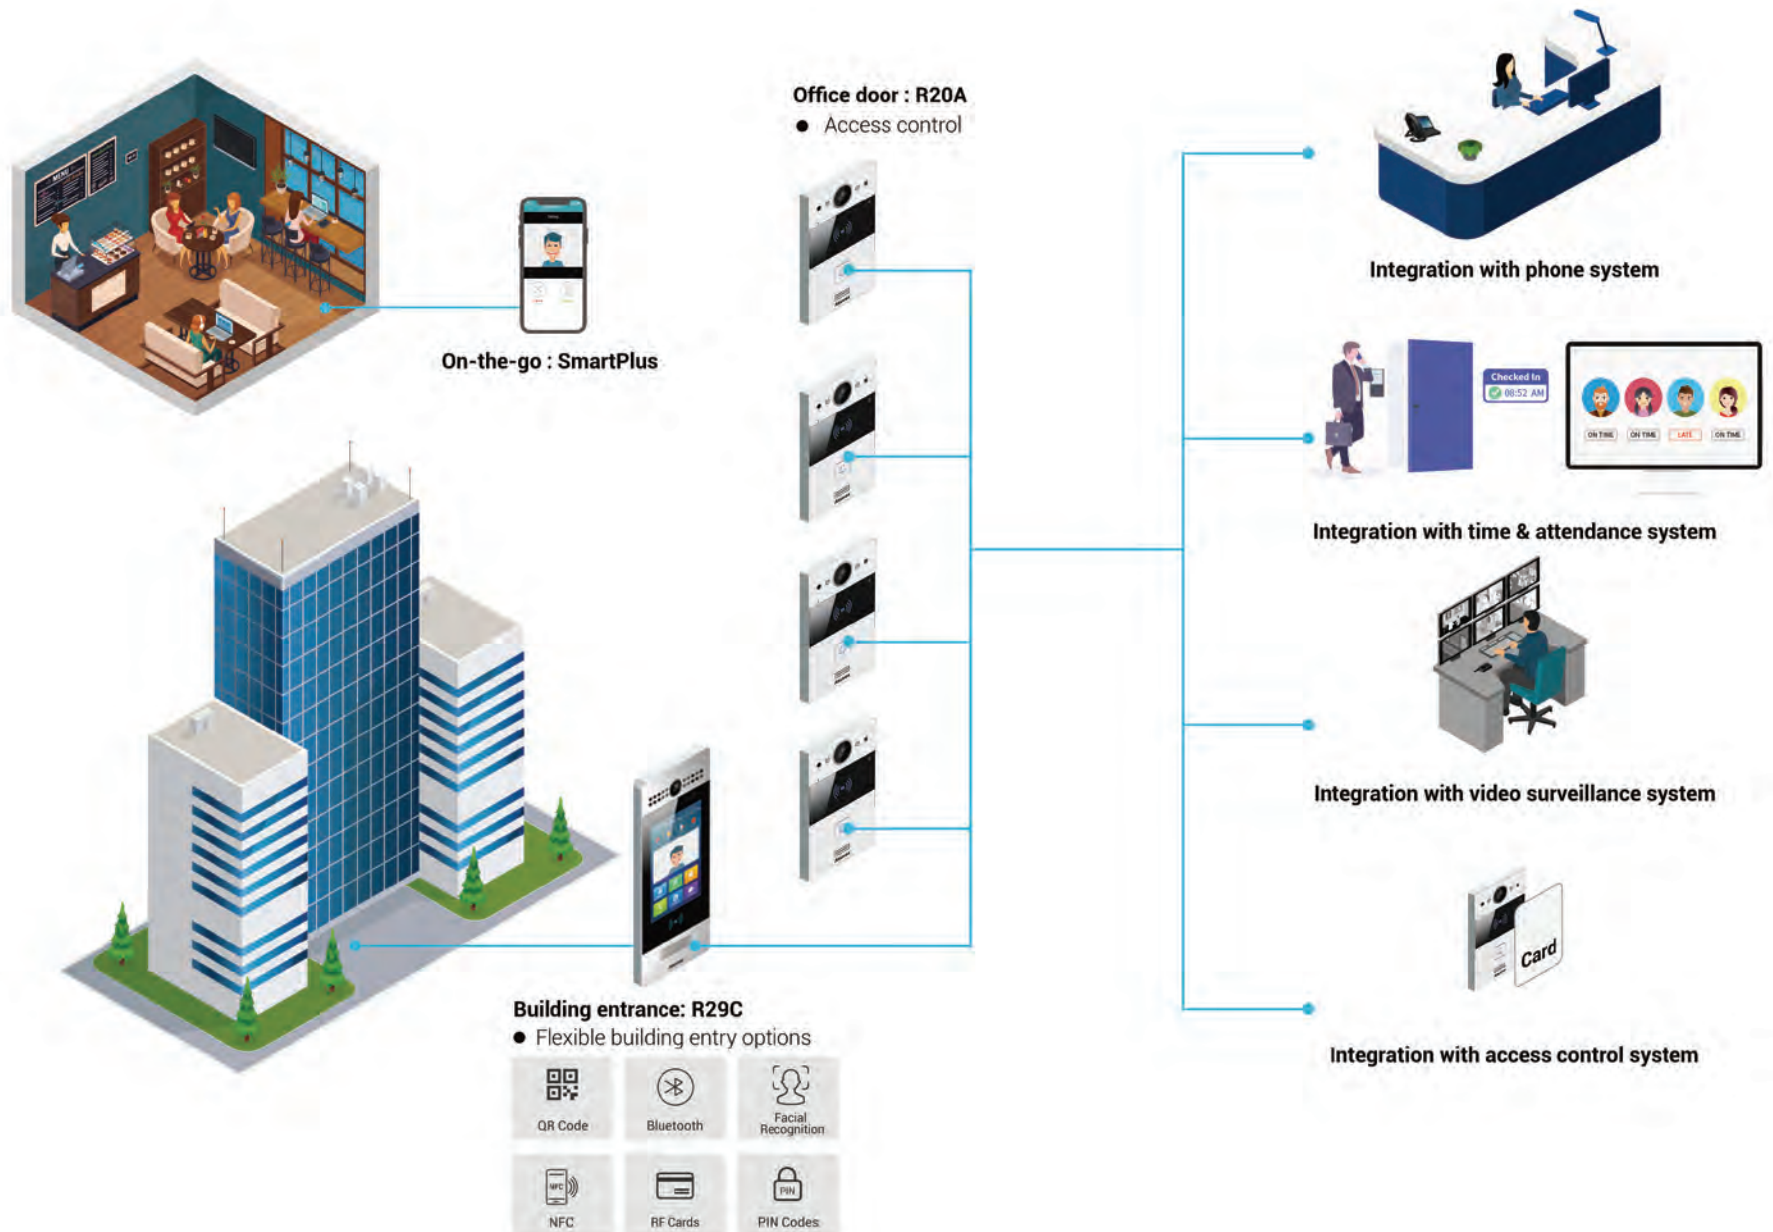 Office door : R20A
● Access control
MENU
On-the-go : SmartPlus
Integration with phone system
Checked In
08:52 AM
ON TIME
ON TIME
LATE
ON TIME
Integration with time & attendance system
Integration with video surveillance system
Card
Integration with access control system
Building entrance: R29C
● Flexible building entry options
QR Code
Bluetooth
Facial
Recognition
NFC
NFC
RF Cards
PIN
PIN Codes